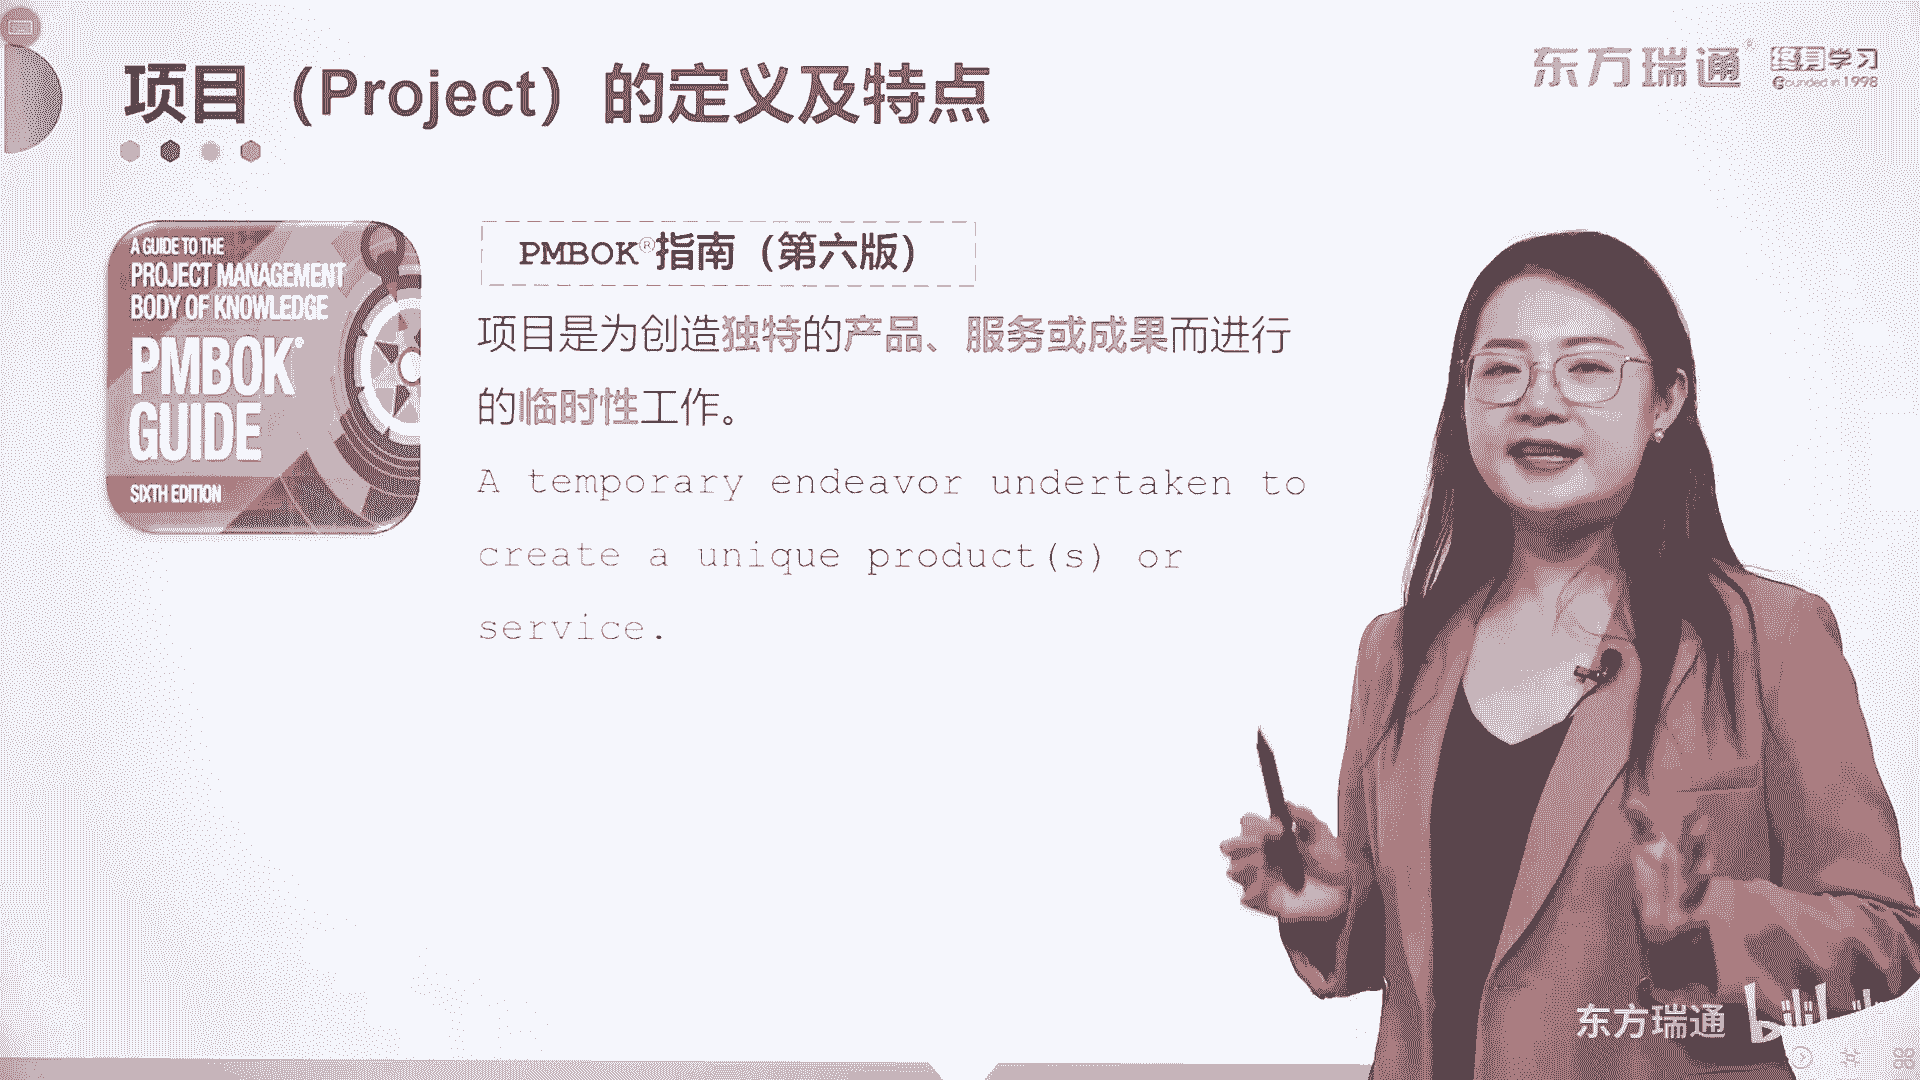 项目（Project）的定义及特点
东方瑞通®
终身学习
Founded in 1998
A GUIDE TO THE
PROJECT MANAGEMENT
BODY OF KNOWLEDGE
PMBOK®
GUIDE
SIXTH EDITION
PMBOK®指南（第六版）
项目是为创造独特的产品、服务或成果而进行
的临时性工作。
A temporary endeavor undertaken to
create a unique product(s) or
service.
东方瑞通
bilibili